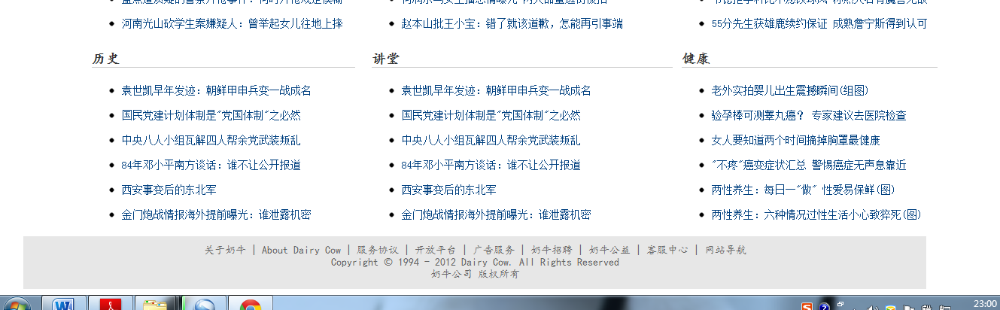 河南光山砍学生案嫌疑人：曾举起女儿往地上摔
赵本山批王小宝：错了就该道歉，怎能再引事端
55分先生获雄鹿续约保证 成熟詹宁斯得到认可
历史
袁世凯早年发迹：朝鲜甲申兵变一战成名
国民党建计划体制是"党国体制"之必然
中央八人小组瓦解四人帮余党武装叛乱
84年邓小平南方谈话：谁不让公开报道
西安事变后的东北军
金门炮战情报海外提前曝光：谁泄露机密
讲堂
袁世凯早年发迹：朝鲜甲申兵变一战成名
国民党建计划体制是"党国体制"之必然
中央八人小组瓦解四人帮余党武装叛乱
84年邓小平南方谈话：谁不让公开报道
西安事变后的东北军
金门炮战情报海外提前曝光：谁泄露机密
健康
老外实拍婴儿出生震撼瞬间(组图)
验孕棒可测睾丸癌？ 专家建议去医院检查
女人要知道两个时间摘掉胸罩最健康
"不疼"癌变症状汇总 警惕癌症无声息靠近
两性养生：每日一"做" 性爱易保鲜(图)
两性养生：六种情况过性生活小心致猝死(图)
关于奶牛 | About Dairy Cow | 服务协议 | 开放平台 | 广告服务 | 奶牛招聘 | 奶牛公益 | 客服中心 | 网站导航
Copyright © 1994 - 2012 Dairy Cow. All Rights Reserved
奶牛公司 版权所有
23:00